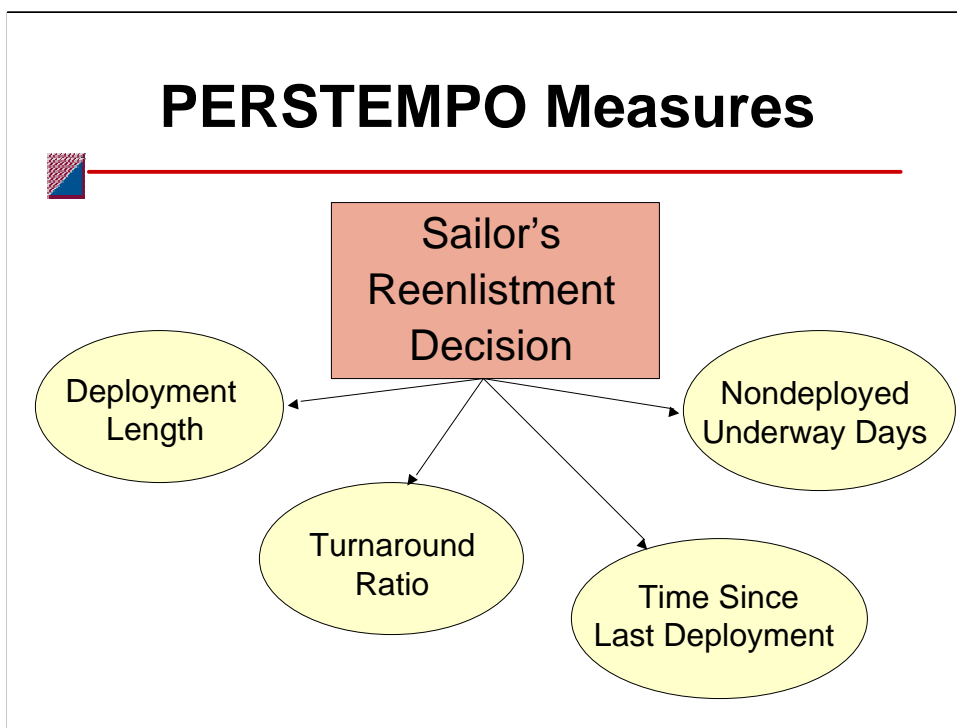 PERSTEMPO Measures
Sailor's
Reenlistment
Decision
Deployment
Length
Nondeployed
Underway Days
Turnaround
Ratio
Time Since
Last Deployment